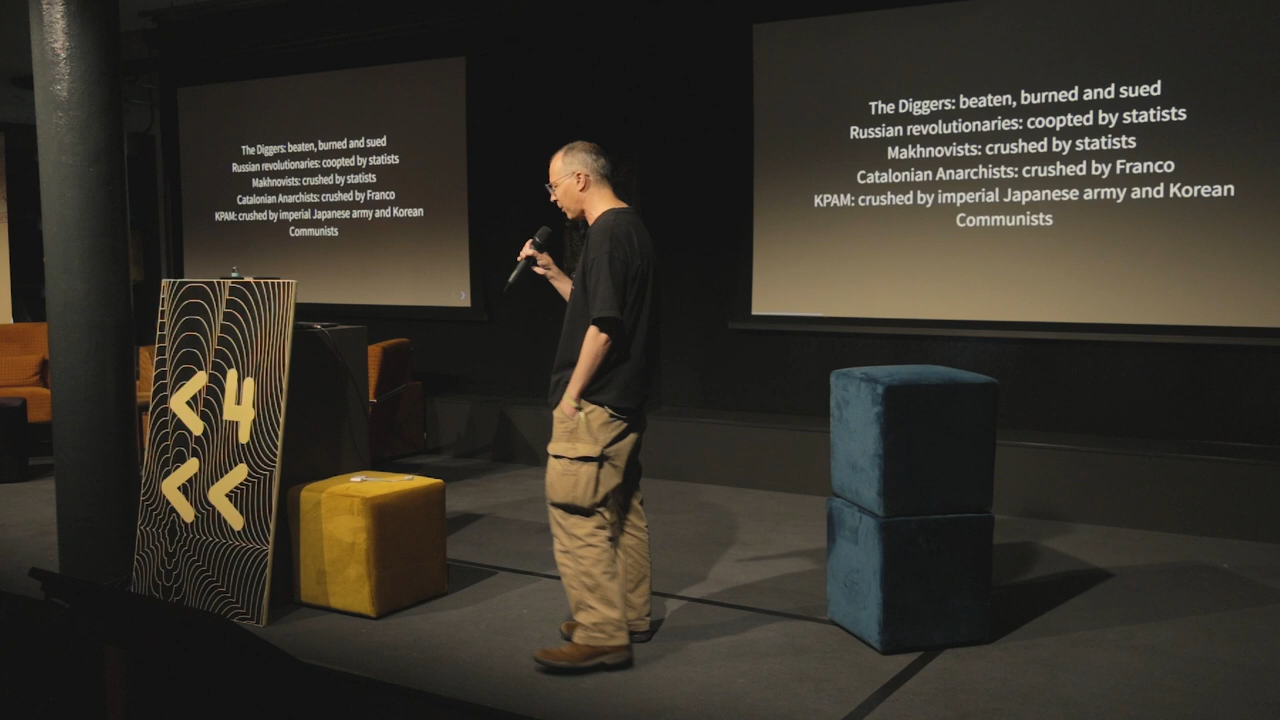 The Diggers: beaten, burned and sued
Russian revolutionaries: coopted by statists
Makhnovists: crushed by statists
Catalonian Anarchists: crushed by Franco
KPAM: crushed by imperial Japanese army and Korean
Communists
The Diggers: beaten, burned and sued
Russian revolutionaries: coopted by statists
Makhnovists: crushed by statists
Catalonian Anarchists: crushed by Franco
KPAM: crushed by imperial Japanese army and Korean
Communists
<4
<<